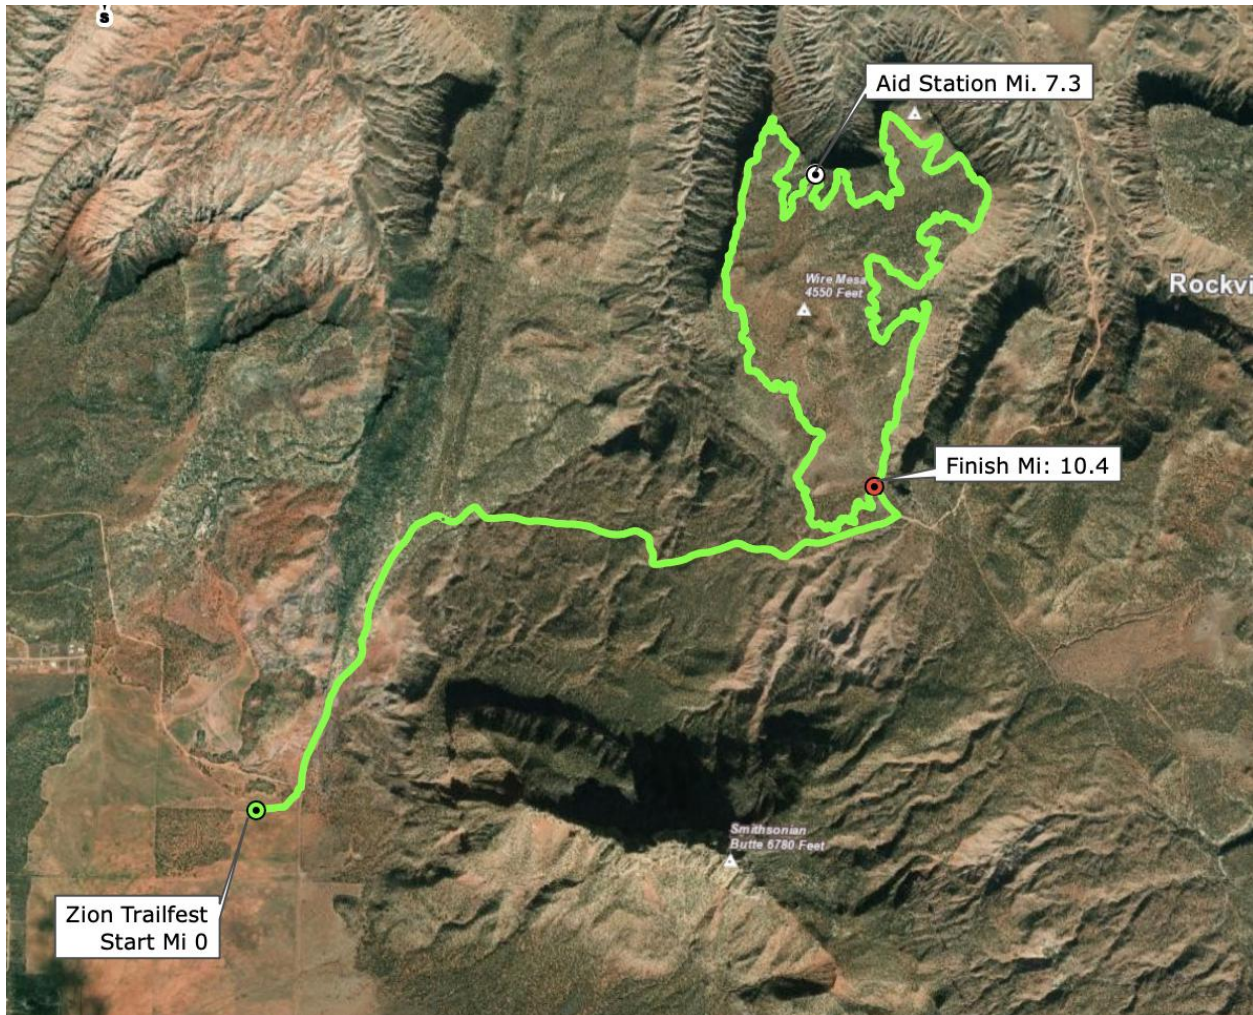 s
Aid Station Mi. 7.3
Wire Mesa
4550 Feet
Rockvi
Finish Mi: 10.4
Smithsonian
Butte 6780 Feet
Zion Trailfest
Start Mi 0